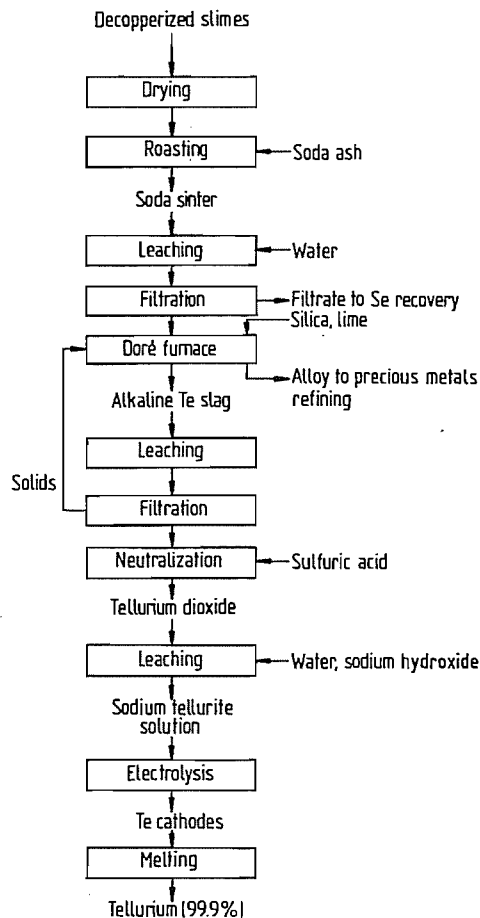 Decopperized slimes
Drying
Roasting
Soda ash
Soda sinter
Leaching
Water
Filtration
Filtrate to Se recovery
Silica, lime
Doré furnace
Alloy to precious metals
refining
Alkaline Te slag
Leaching
Solids
Filtration
Neutralization
Sulfuric acid
Tellurium dioxide
Leaching
Water, sodium hydroxide
Sodium tellurite
solution
Electrolysis
Te cathodes
Melting
Tellurium (99.9%)